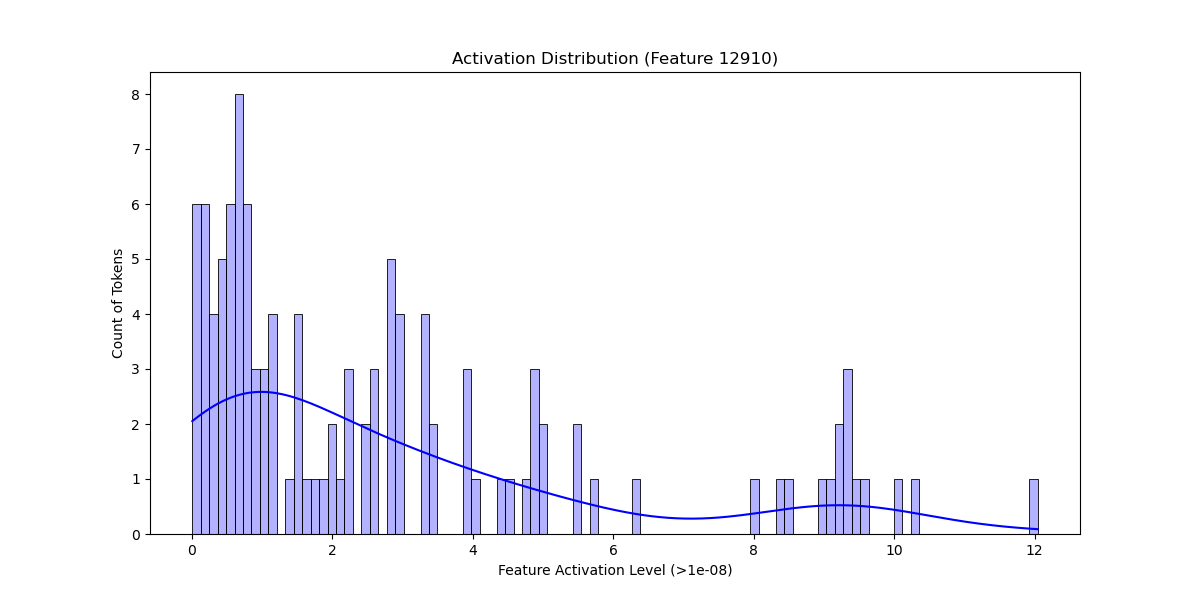 Activation Distribution (Feature 12910)
Count of Tokens
8
7
6
5
4
3
2
1
0
0 2 4 6 8 10 12
Feature Activation Level (>1e-08)